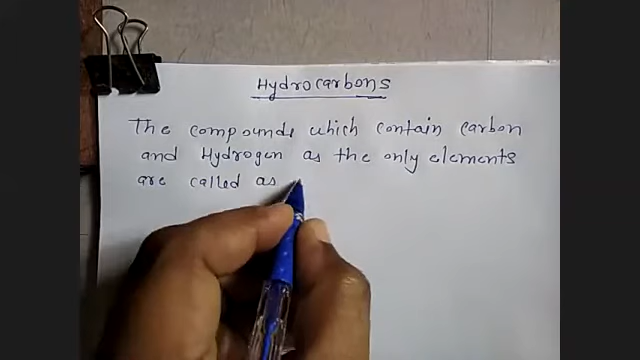 Hydrocarbons
The compounds which contain carbon
and Hydrogen as the only elements
are called as